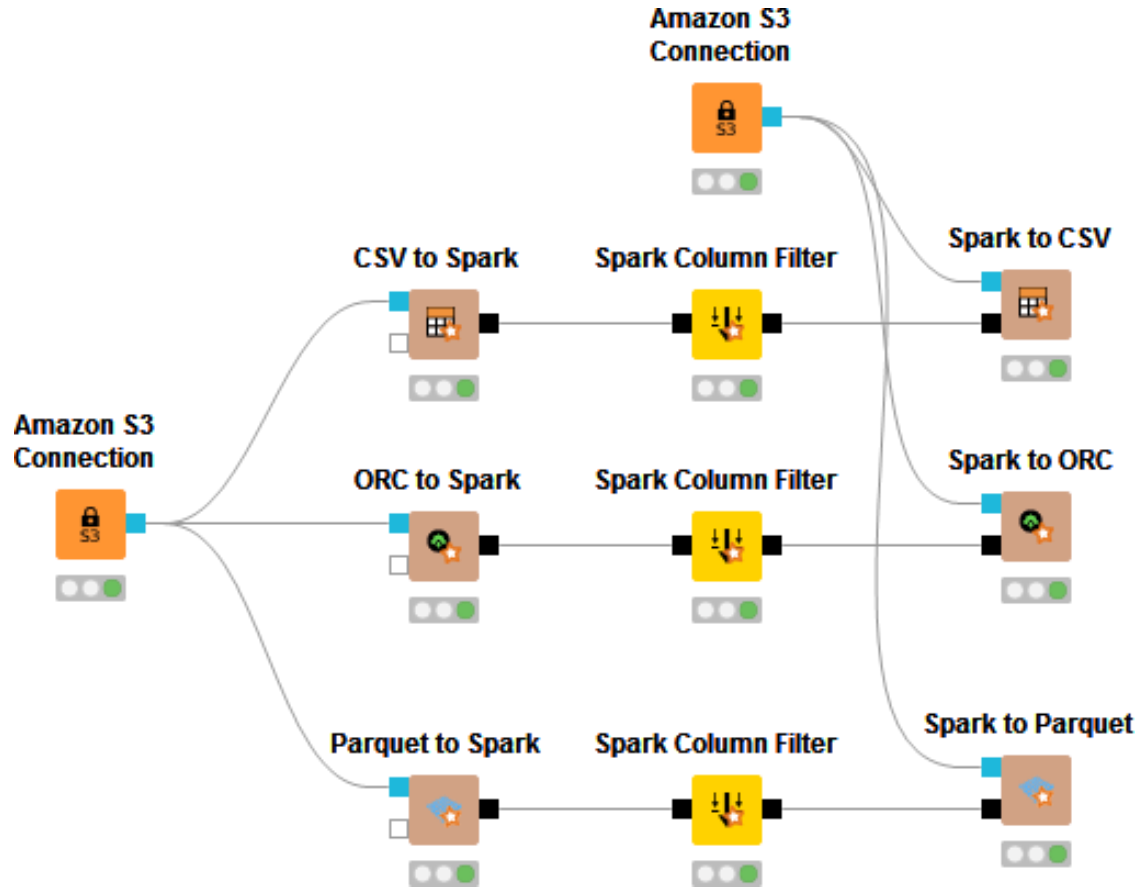 Amazon S3
Connection
S3
CSV to Spark
Spark Column Filter
Spark to CSV
Amazon S3
Connection
S3
ORC to Spark
Spark Column Filter
Spark to ORC
Parquet to Spark
Spark Column Filter
Spark to Parquet